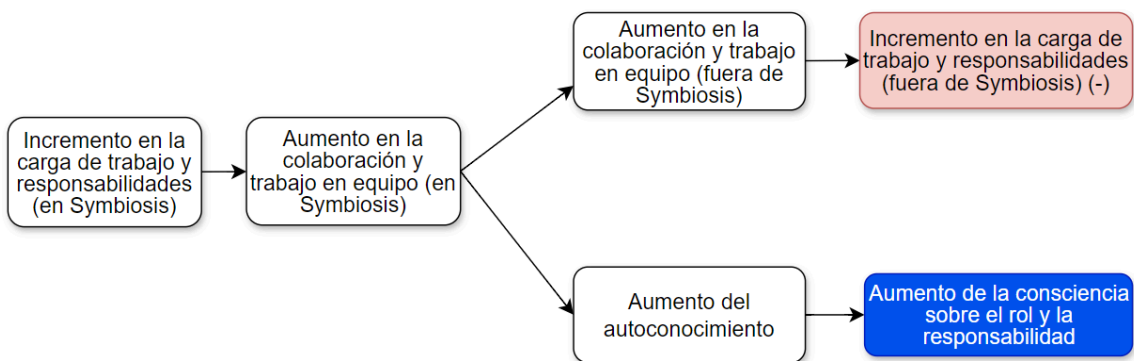 Incremento en la
carga de trabajo y
responsabilidades
(en Symbiosis)
Aumento en la
colaboración y
trabajo en equipo (en
Symbiosis)
Aumento en la
colaboración y trabajo
en equipo (fuera de
Symbiosis)
Incremento en la carga de
trabajo y responsabilidades
(fuera de Symbiosis) (-)
Aumento del
autoconocimiento
Aumento de la consciencia
sobre el rol y la
responsabilidad